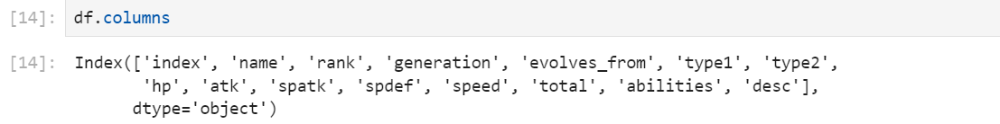 [14]: df.columns
[14]: Index(['index', 'name', 'rank', 'generation', 'evolves_from', 'type1', 'type2',
'hp', 'atk', 'spatk', 'spdef', 'speed', 'total', 'abilities', 'desc'],
dtype='object')